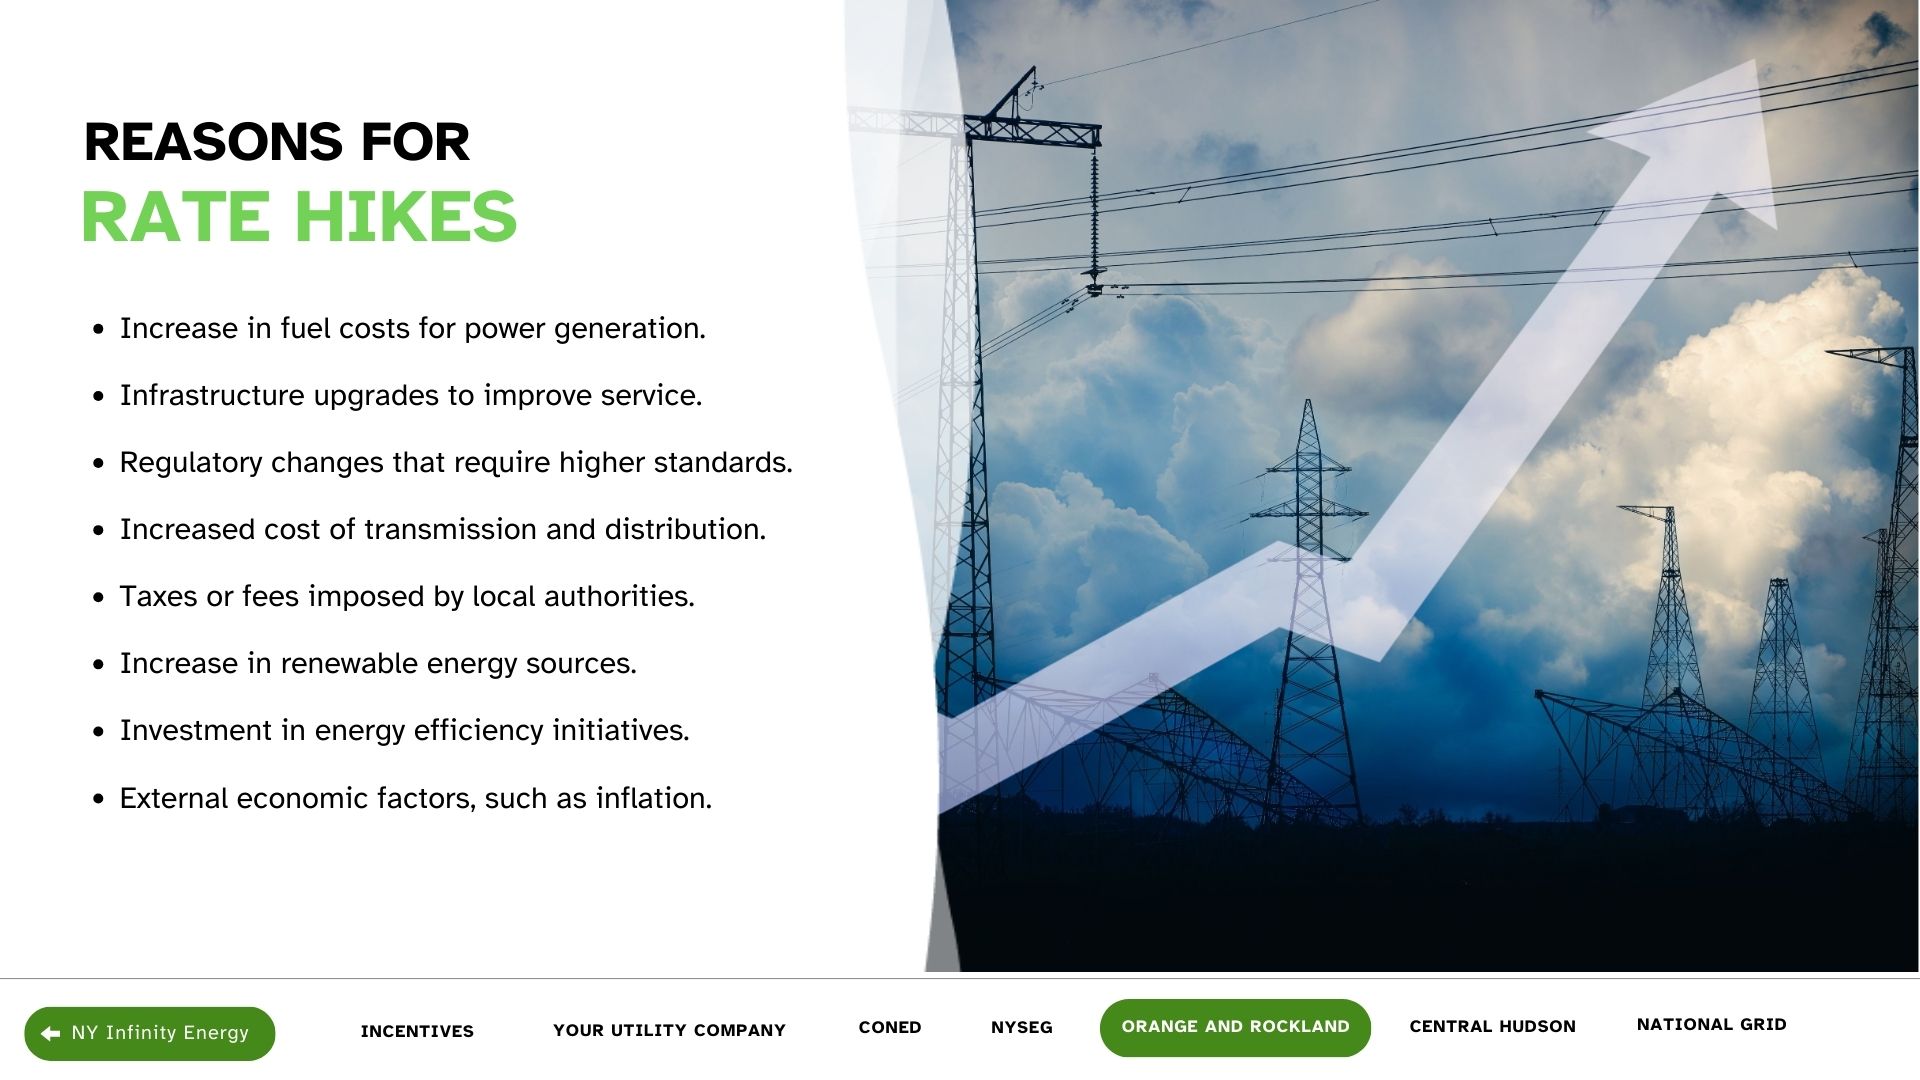 REASONS FOR
RATE HIKES
Increase in fuel costs for power generation.
Infrastructure upgrades to improve service.
Regulatory changes that require higher standards.
Increased cost of transmission and distribution.
Taxes or fees imposed by local authorities.
Increase in renewable energy sources.
Investment in energy efficiency initiatives.
External economic factors, such as inflation.
NY Infinity Energy
INCENTIVES
YOUR UTILITY COMPANY
CONED
NYSEG
ORANGE AND ROCKLAND
CENTRAL HUDSON
NATIONAL GRID